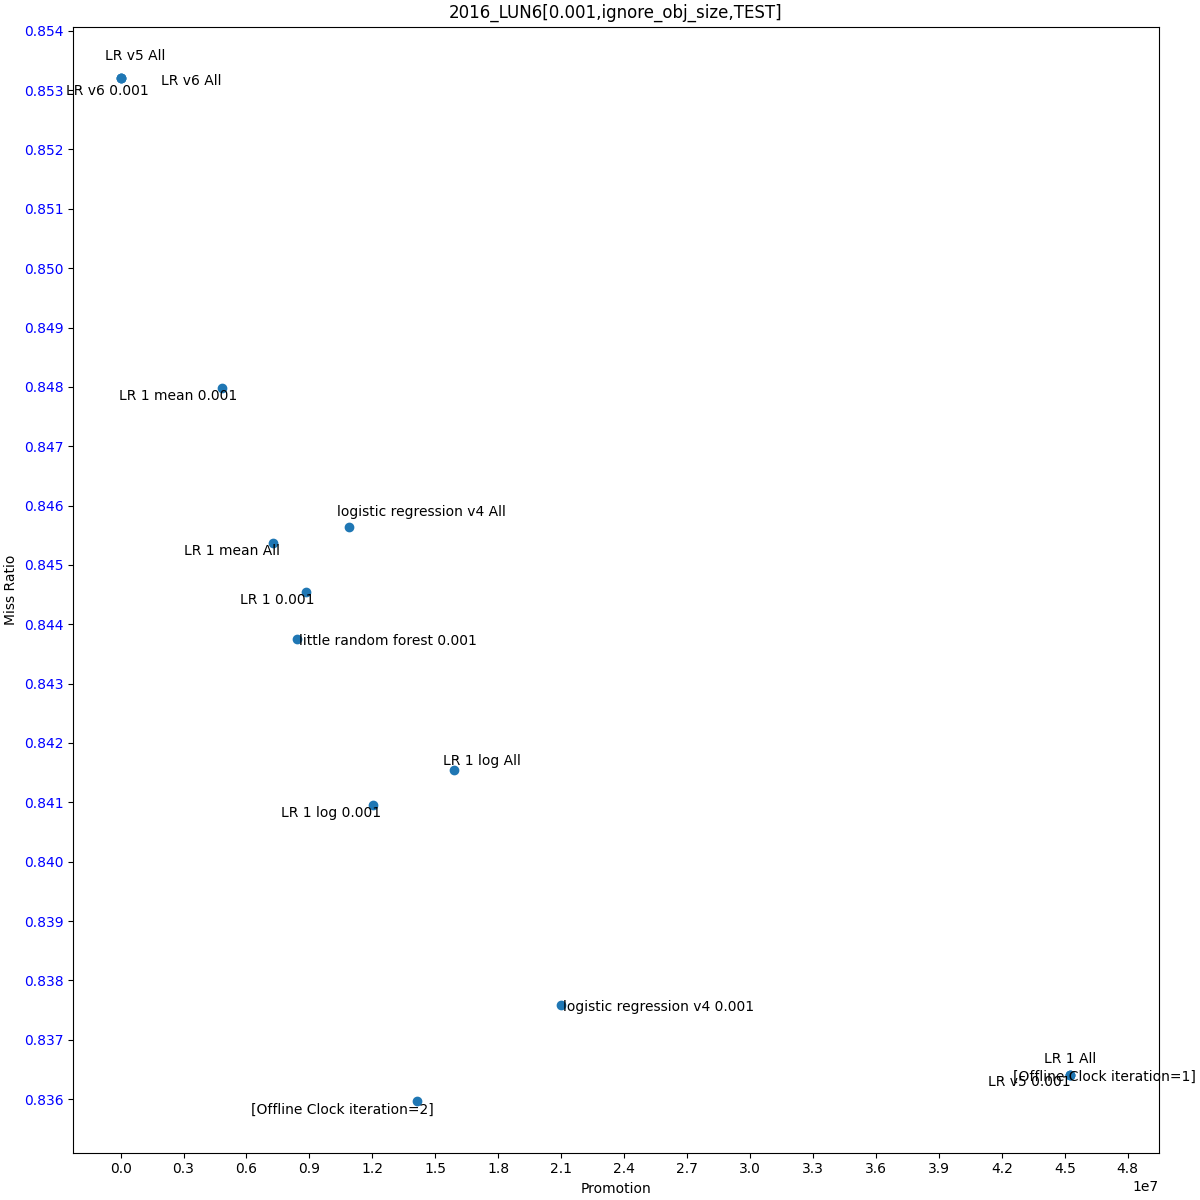 2016_LUN6[0.001,ignore_obj_size,TEST]
0.854
LR v5 All
LR v6 All
0.853
LR v6 0.001
0.852
0.851
0.850
0.849
0.848
LR 1 mean 0.001
0.847
0.846
logistic regression v4 All
LR 1 mean All
0.845
LR 1 0.001
0.844
little random forest 0.001
0.843
0.842
LR 1 log All
0.841
LR 1 log 0.001
0.840
0.839
0.838
logistic regression v4 0.001
0.837
LR 1 All
[Offline Clock iteration=1]
LR v5 0.001
0.836
[Offline Clock iteration=2]
Miss Ratio
0.0 0.3 0.6 0.9 1.2 1.5 1.8 2.1 2.4 2.7 3.0 3.3 3.6 3.9 4.2 4.5 4.8
1e7
Promotion